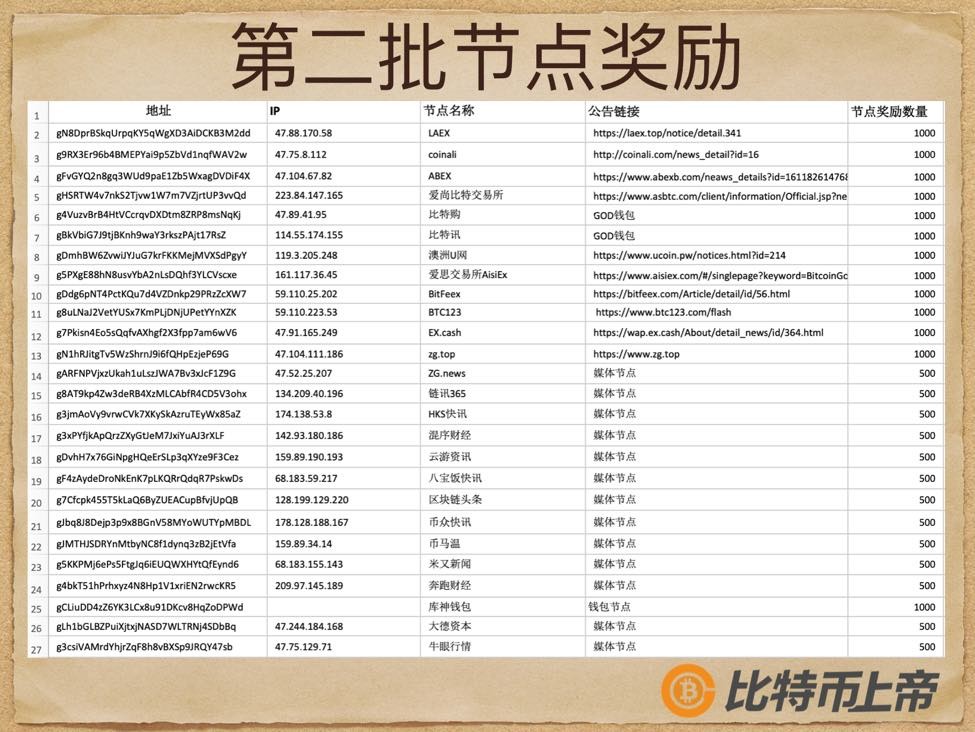 第二批节点奖励
1 地址 IP 节点名称 公告链接 节点奖励数量
2 gN8DprBSkqUrpqKY5qWgXD3AiDCKB3M2dd 47.88.170.58 LAEX https://laex.top/notice/detail.341 1000
3 g9RX3Er96b4BMEPYai9p5ZbVd1nqfWAV2w 47.75.8.112 coinali http://coinali.com/news_detail?id=16 1000
4 gFvGYQ2n8gq3WUd9paE1Zb5WxagDVDiF4X 47.104.67.82 ABEX https://www.abexb.com/neaws_details?id=161182614768 1000
5 gHSRTW4v7nkS2Tjvw1W7m7VZjrtUP3vvQd 223.84.147.165 爱尚比特交易所 https://www.asbtc.com/client/information/Official.jsp?ne 1000
6 g4VuzvBrB4HtVCcrqvDXDtm8ZRP8msNqKj 47.89.41.95 比特购 GOD钱包 1000
7 gBkVbiG7J9tjBKnh9waY3rkszPAjt17RsZ 114.55.174.155 比特讯 GOD钱包 1000
8 gDmhBW6ZvwiJYJuG7krFKKMejMVXSdPgyY 119.3.205.248 澳洲U网 https://www.ucoin.pw/notices.html?id=214 1000
9 g5PXgE88hN8usvYbA2nLsDQhf3YLCVscxe 161.117.36.45 爱思交易所AisiEx https://www.aisiex.com/#/singlepage?keyword=BitcoinGo 1000
10 gDdg6pNT4PctKQu7d4VZDnkp29PRzZcXW7 59.110.25.202 BitFeex https://bitfeex.com/Article/detail/id/56.html 1000
11 g8uLNaJ2VetYUSx7KmPLjDNjUPetYYnXZK 59.110.223.53 BTC123 https://www.btc123.com/flash 1000
12 g7Pkisn4Eo5sQqfvAXhgf2X3fpp7am6wV6 47.91.165.249 EX.cash https://wap.ex.cash/About/detail_news/id/364.html 1000
13 gN1hRJitgTv5WzShrnJ9i6fQHpEzjeP69G 47.104.111.186 zg.top https://www.zg.top 1000
14 gARFNPVjxzUkah1uLszJWA7Bv3xJcF1Z9G 47.52.25.207 ZG.news 媒体节点 500
15 g8AT9kp4Zw3deRB4XzMLCAbfR4CD5V3ohx 134.209.40.196 链讯365 媒体节点 500
16 g3jmAoVy9vrwCVk7XKySkAzruTEyWx85aZ 174.138.53.8 HKS快讯 媒体节点 500
17 g3xPYfjkApQrzZXyGtJeM7JxiYuAJ3rXLF 142.93.180.186 混序财经 媒体节点 500
18 gDvhH7x76GiNpgHQeErSLp3qXYze9F3Cez 159.89.190.193 云游资讯 媒体节点 500
19 gF4zAydeDroNkEnK7pLKQRrQdqR7PskwDs 68.183.59.217 八宝饭快讯 媒体节点 500
20 g7Cfcpk455T5kLaQ6ByZUEACupBfvjUpQB 128.199.129.220 区块链头条 媒体节点 500
21 gJbq8J8Dejp3p9x8BGnV58MYoWUTYpMBDL 178.128.188.167 币众快讯 媒体节点 500
22 gJMTHJSDRYnMtbyNC8f1dynq3zB2jEtVfa 159.89.34.14 币马温 媒体节点 500
23 g5KKPMj6ePs5FtgJq6iEUQWXHYtQfEynd6 68.183.155.143 米又新闻 媒体节点 500
24 g4bkT51hPrhxyz4N8Hp1V1xriEN2rwcKR5 209.97.145.189 奔跑财经 媒体节点 500
25 gCLiuDD4zZ6YK3LCx8u91DKcv8HqZoDPWd 库神钱包 钱包节点 1000
26 gLh1bGLBZPuiXjtxjNASD7WLTRNj4SDbBq 47.244.184.168 大德资本 媒体节点 500
27 g3csiVAMrdYhjrZqF8h8vBXSp9JRQY47sb 47.75.129.71 牛眼行情 媒体节点 500
比特币上帝